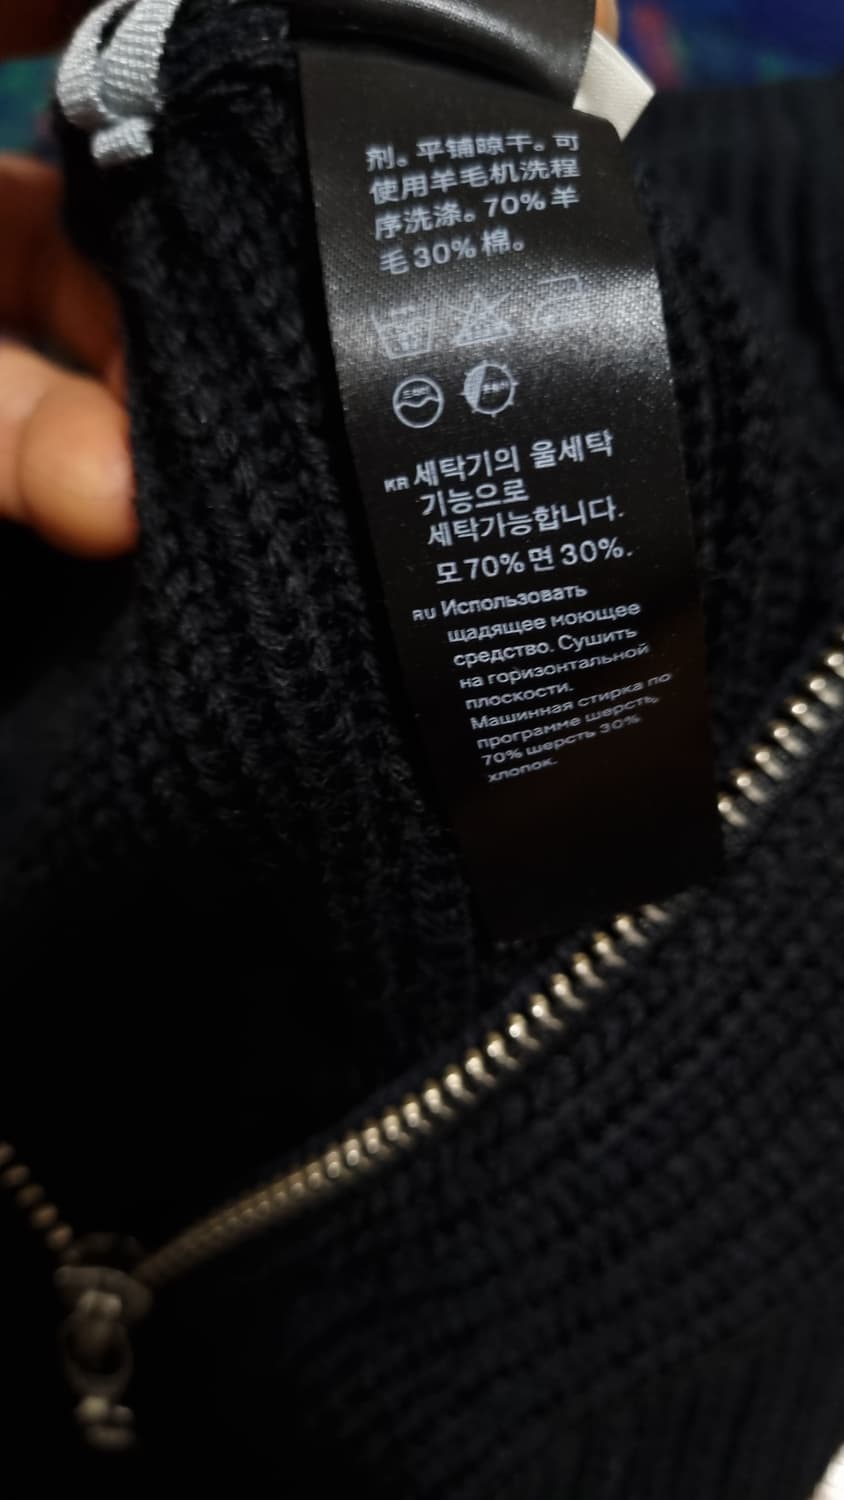 剂。平铺晾干。可
使用羊毛机洗程
序洗涤。70% 羊
毛 30% 棉。
KR 세탁기의 울세탁
기능으로
세탁가능합니다.
모 70% 면 30%.
RU Использовать
щадящее моющее
средство. Сушить
на горизонтальной
плоскости.
Машинная стирка по
программе шерсть,
70% шерсть 30%
хлопок.